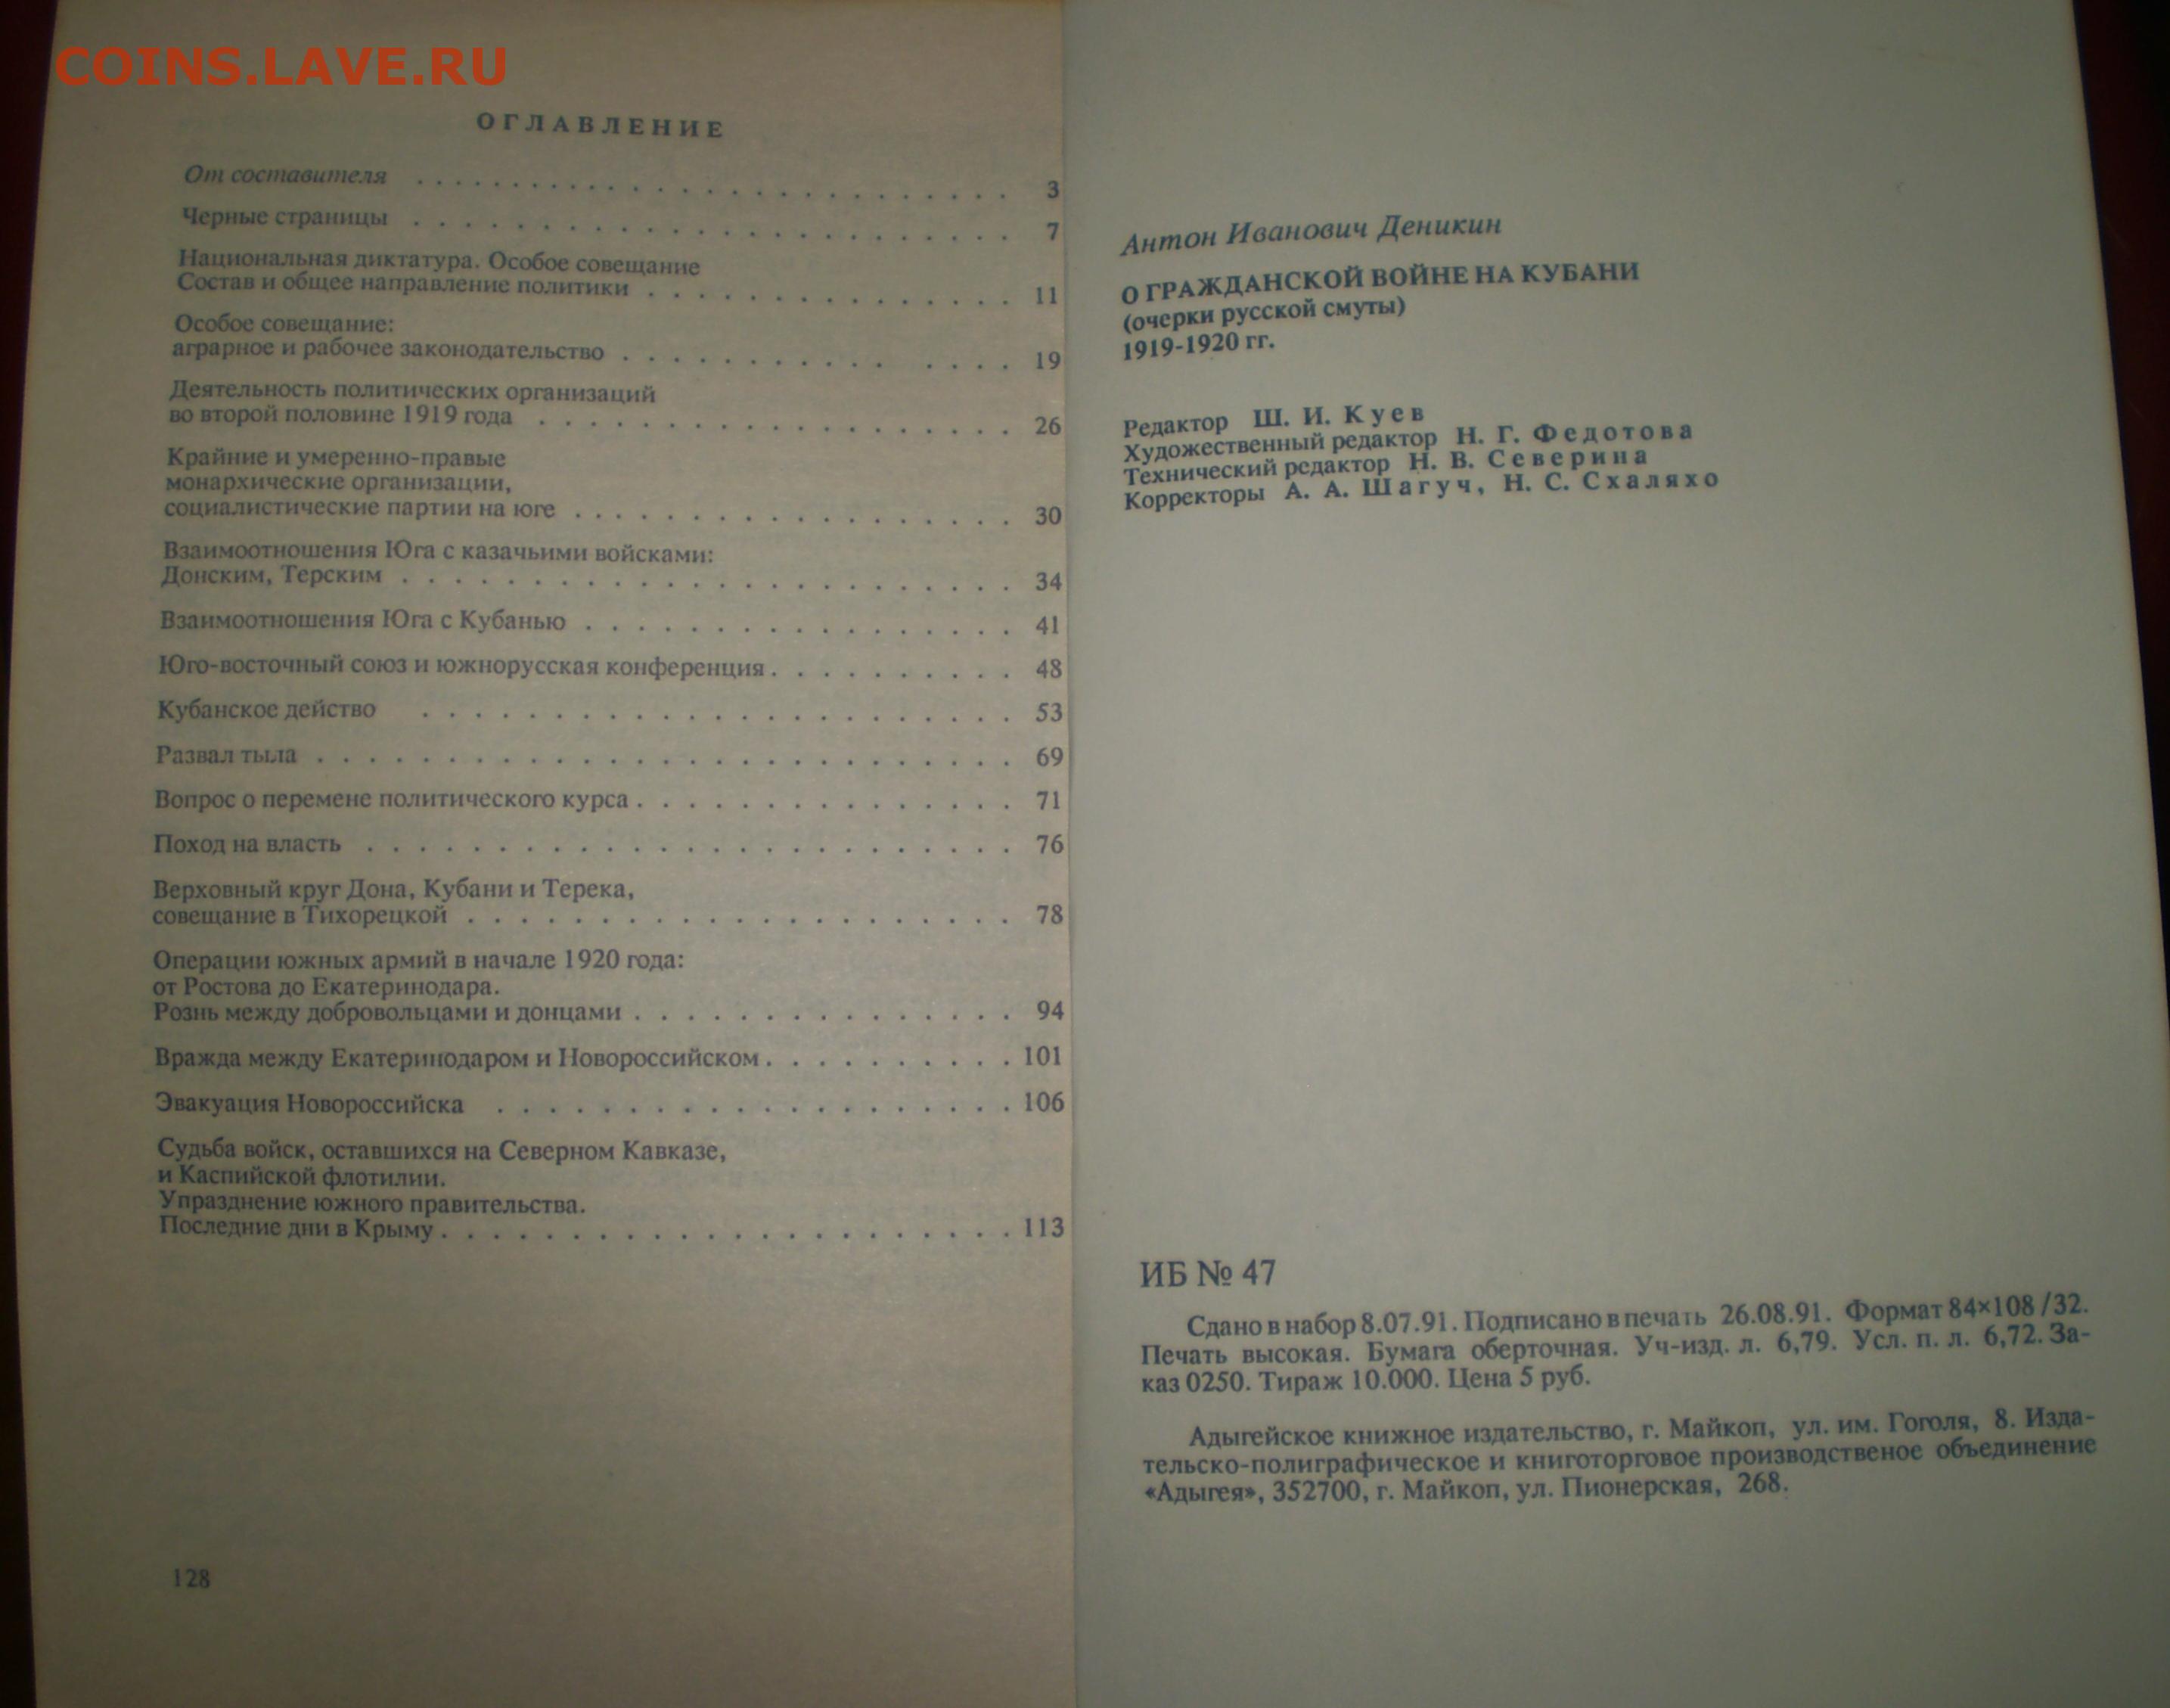 COINS.LAVE.RU
ОГЛАВЛЕНИЕ
От составителя . . . . . . . . . . . . . . . . . . . . . . . 3
Черные страницы . . . . . . . . . . . . . . . . . . . . . . . 7
Национальная диктатура. Особое совещание
Состав и общее направление политики . . . . . . . . . . . . . . 11
Особое совещание:
аграрное и рабочее законодательство . . . . . . . . . . . . . . 19
Деятельность политических организаций
во второй половине 1919 года . . . . . . . . . . . . . . . . . . 26
Крайние и умеренно-правые
монархические организации,
социалистические партии на юге . . . . . . . . . . . . . . . . . 30
Взаимоотношения Юга с казачьими войсками:
Донским, Терским . . . . . . . . . . . . . . . . . . . . . . . . 34
Взаимоотношения Юга с Кубанью . . . . . . . . . . . . . . . . . 41
Юго-восточный союз и южнорусская конференция . . . . . . . . . . 48
Кубанское действо . . . . . . . . . . . . . . . . . . . . . . . 53
Развал тыла . . . . . . . . . . . . . . . . . . . . . . . . . . . 69
Вопрос о перемене политического курса . . . . . . . . . . . . . . . 71
Поход на власть . . . . . . . . . . . . . . . . . . . . . . . . . 76
Верховный круг Дона, Кубани и Терека,
совещание в Тихорецкой . . . . . . . . . . . . . . . . . . . . . 78
Операции южных армий в начале 1920 года:
от Ростова до Екатеринодара.
Рознь между добровольцами и донцами . . . . . . . . . . . . . . . 94
Вражда между Екатеринодаром и Новороссийском . . . . . . . . . . 101
Эвакуация Новороссийска . . . . . . . . . . . . . . . . . . . . 106
Судьба войск, оставшихся на Северном Кавказе,
и Каспийской флотилии.
Упразднение южного правительства.
Последние дни в Крыму . . . . . . . . . . . . . . . . . . . . . . 113
128
Антон Иванович Деникин
О ГРАЖДАНСКОЙ ВОЙНЕ НА КУБАНИ
(очерки русской смуты)
1919-1920 гг.
Редактор Ш. И. Куев
Художественный редактор Н. Г. Федотова
Технический редактор Н. В. Северина
Корректоры А. А. Шагуч, Н. С. Схаляхо
ИБ № 47
Сдано в набор 8.07.91. Подписано в печать 26.08.91. Формат 84×108 /32.
Печать высокая. Бумага оберточная. Уч-изд. л. 6,79. Усл. п. л. 6,72. За-
каз 0250. Тираж 10.000. Цена 5 руб.
Адыгейское книжное издательство, г. Майкоп, ул. им. Гоголя, 8. Изда-
тельско-полиграфическое и книготорговое производственое объединение
«Адыгея», 352700, г. Майкоп, ул. Пионерская, 268.